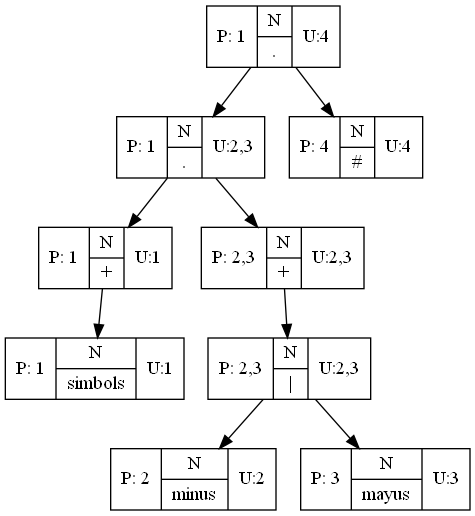 P: 1 N U:4
.
P: 1 N U:2,3
.
P: 4 N U:4
#
P: 1 N U:1
+
P: 2,3 N U:2,3
+
P: 1 N U:1
simbols
P: 2,3 N U:2,3
|
P: 2 N U:2
minus
P: 3 N U:3
mayus